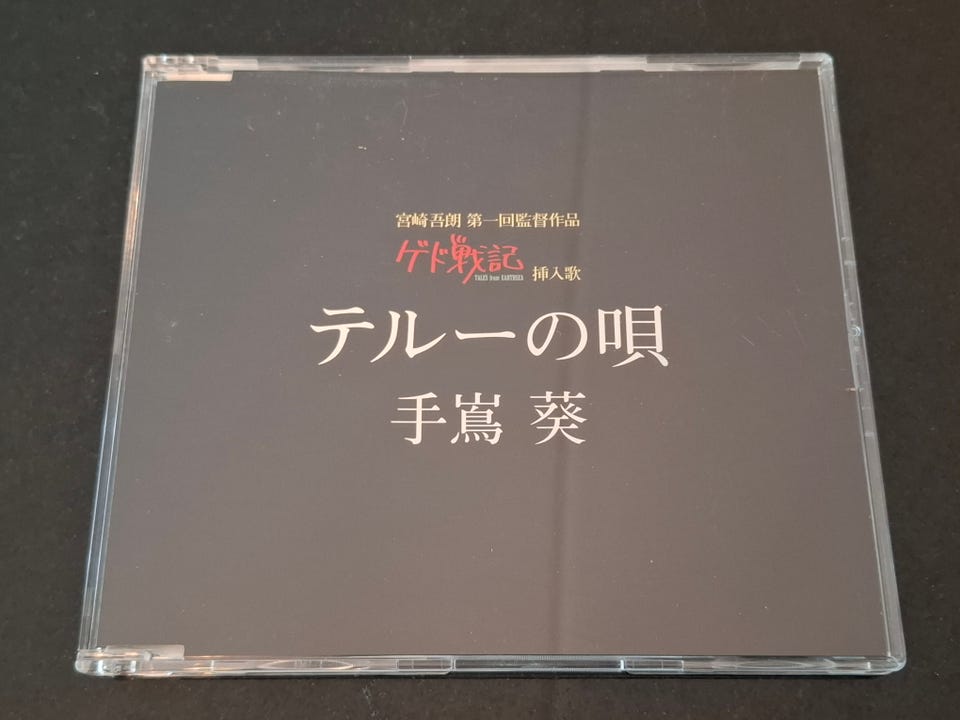 宮崎吾朗 第一回監督作品
ゲド戦記
TALES from EARTHSEA
挿入歌
テルーの唄
手嶌 葵